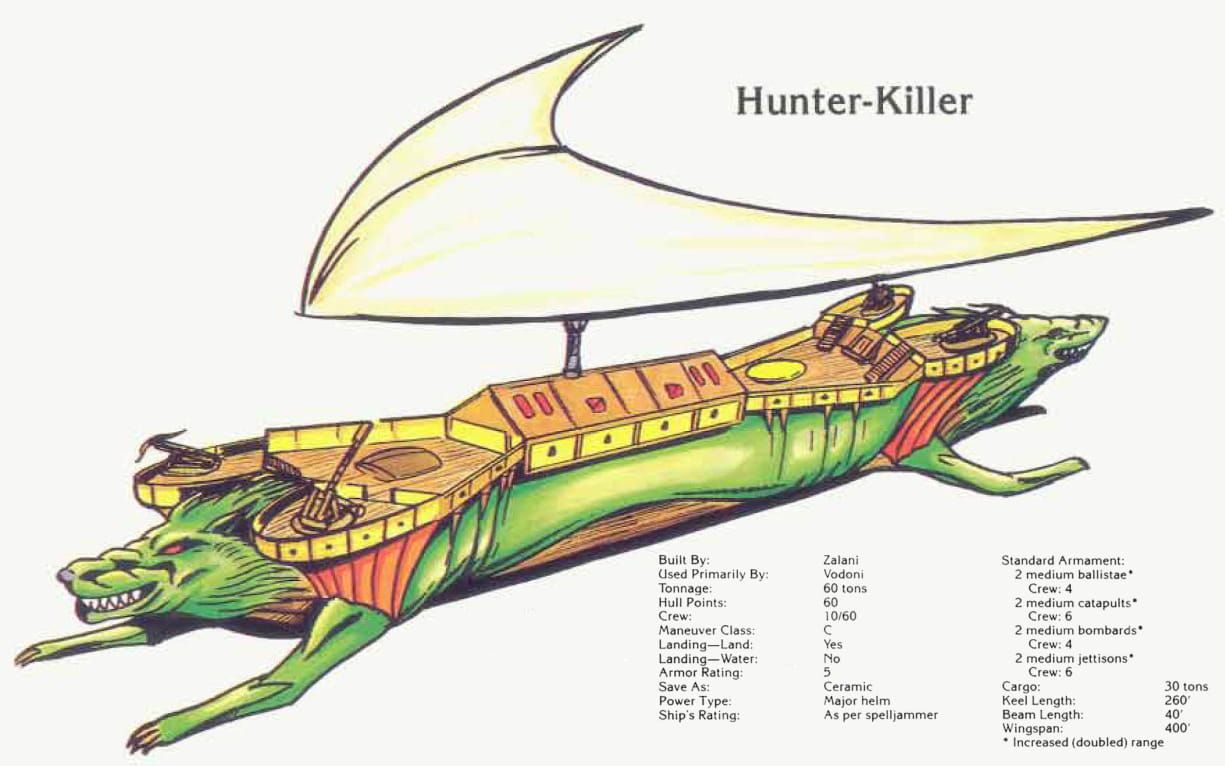 Hunter-Killer
Built By: Zalani
Used Primarily By: Vodoni
Tonnage: 60 tons
Hull Points: 60
Crew: 10/60
Maneuver Class: C
Landing—Land: Yes
Landing—Water: No
Armor Rating: 5
Save As: Ceramic
Power Type: Major helm
Ship's Rating: As per spelljammer
Standard Armament:
2 medium ballistae*
Crew: 4
2 medium catapults*
Crew: 6
2 medium bombards*
Crew: 4
2 medium jettisons*
Crew: 6
Cargo: 30 tons
Keel Length: 260'
Beam Length: 40'
Wingspan: 400'
* Increased (doubled) range